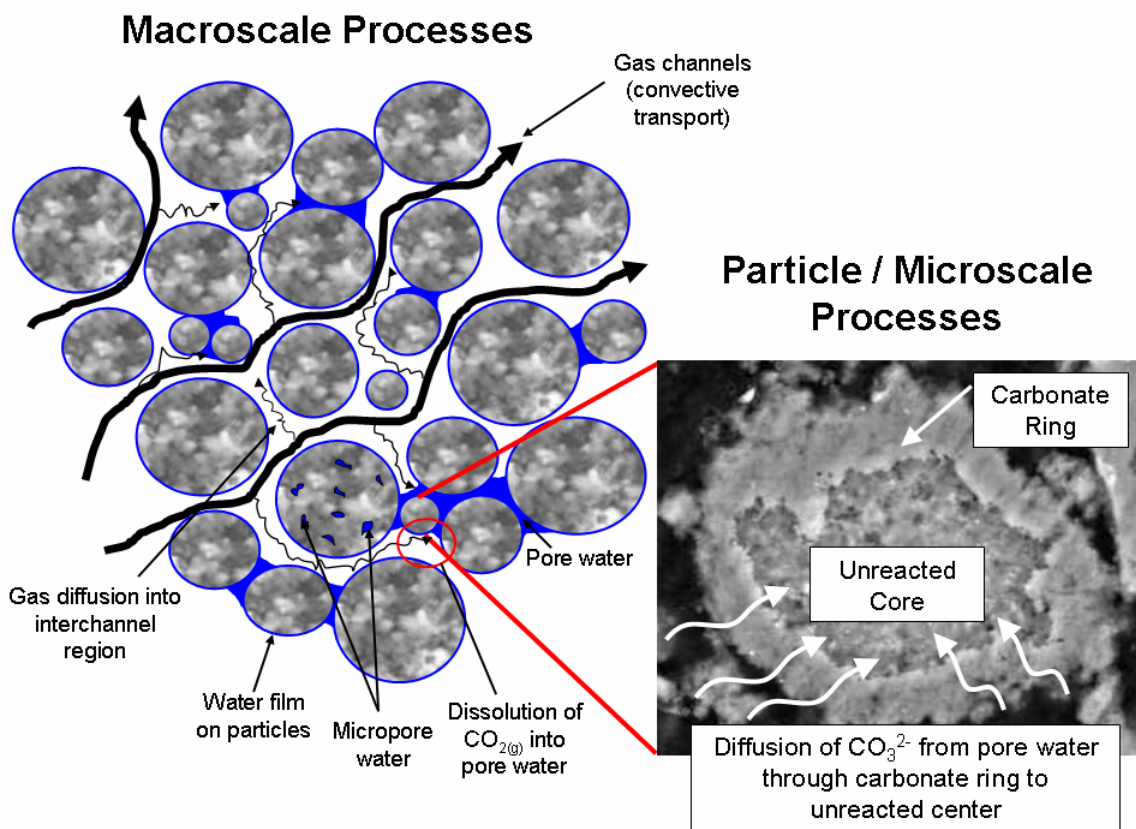 Macroscale Processes
Gas channels
(convective
transport)
Particle / Microscale
Processes
Carbonate
Ring
Unreacted
Core
Pore water
Gas diffusion into
interchannel
region
Water film
on particles
Micropore
water
Dissolution of
CO₂₍g₎ into
pore water
Diffusion of CO₃²⁻ from pore water
through carbonate ring to
unreacted center